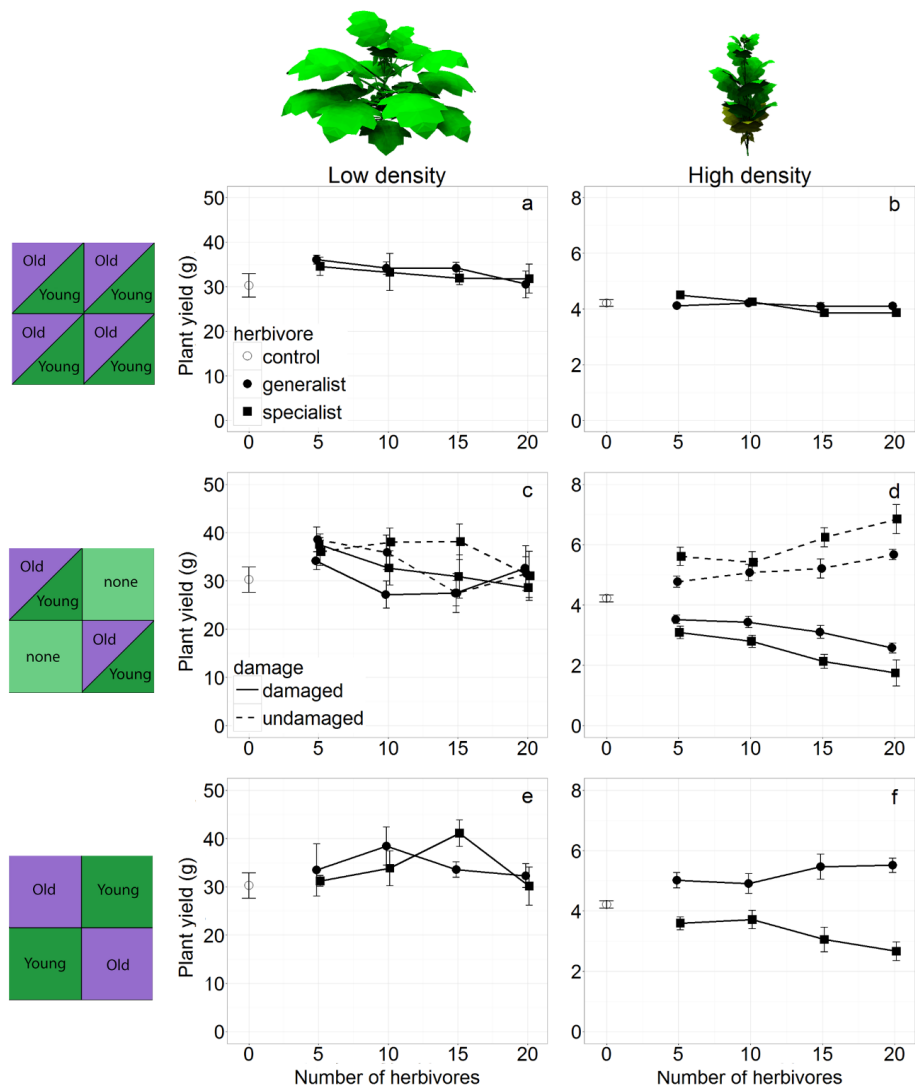 Low density
High density
Old Old
Young Young
Old Old
Young Young
Plant yield (g)
50
40
30
20
10
0
a
herbivore
control
generalist
specialist
0 5 10 15 20
8
6
4
2
0
b
0 5 10 15 20
Old
Young
none
none
Old
Young
Plant yield (g)
50
40
30
20
10
0
c
damage
damaged
undamaged
0 5 10 15 20
8
6
4
2
0
d
0 5 10 15 20
Old Young
Young Old
Plant yield (g)
50
40
30
20
10
0
e
0 5 10 15 20
Number of herbivores
8
6
4
2
0
f
0 5 10 15 20
Number of herbivores